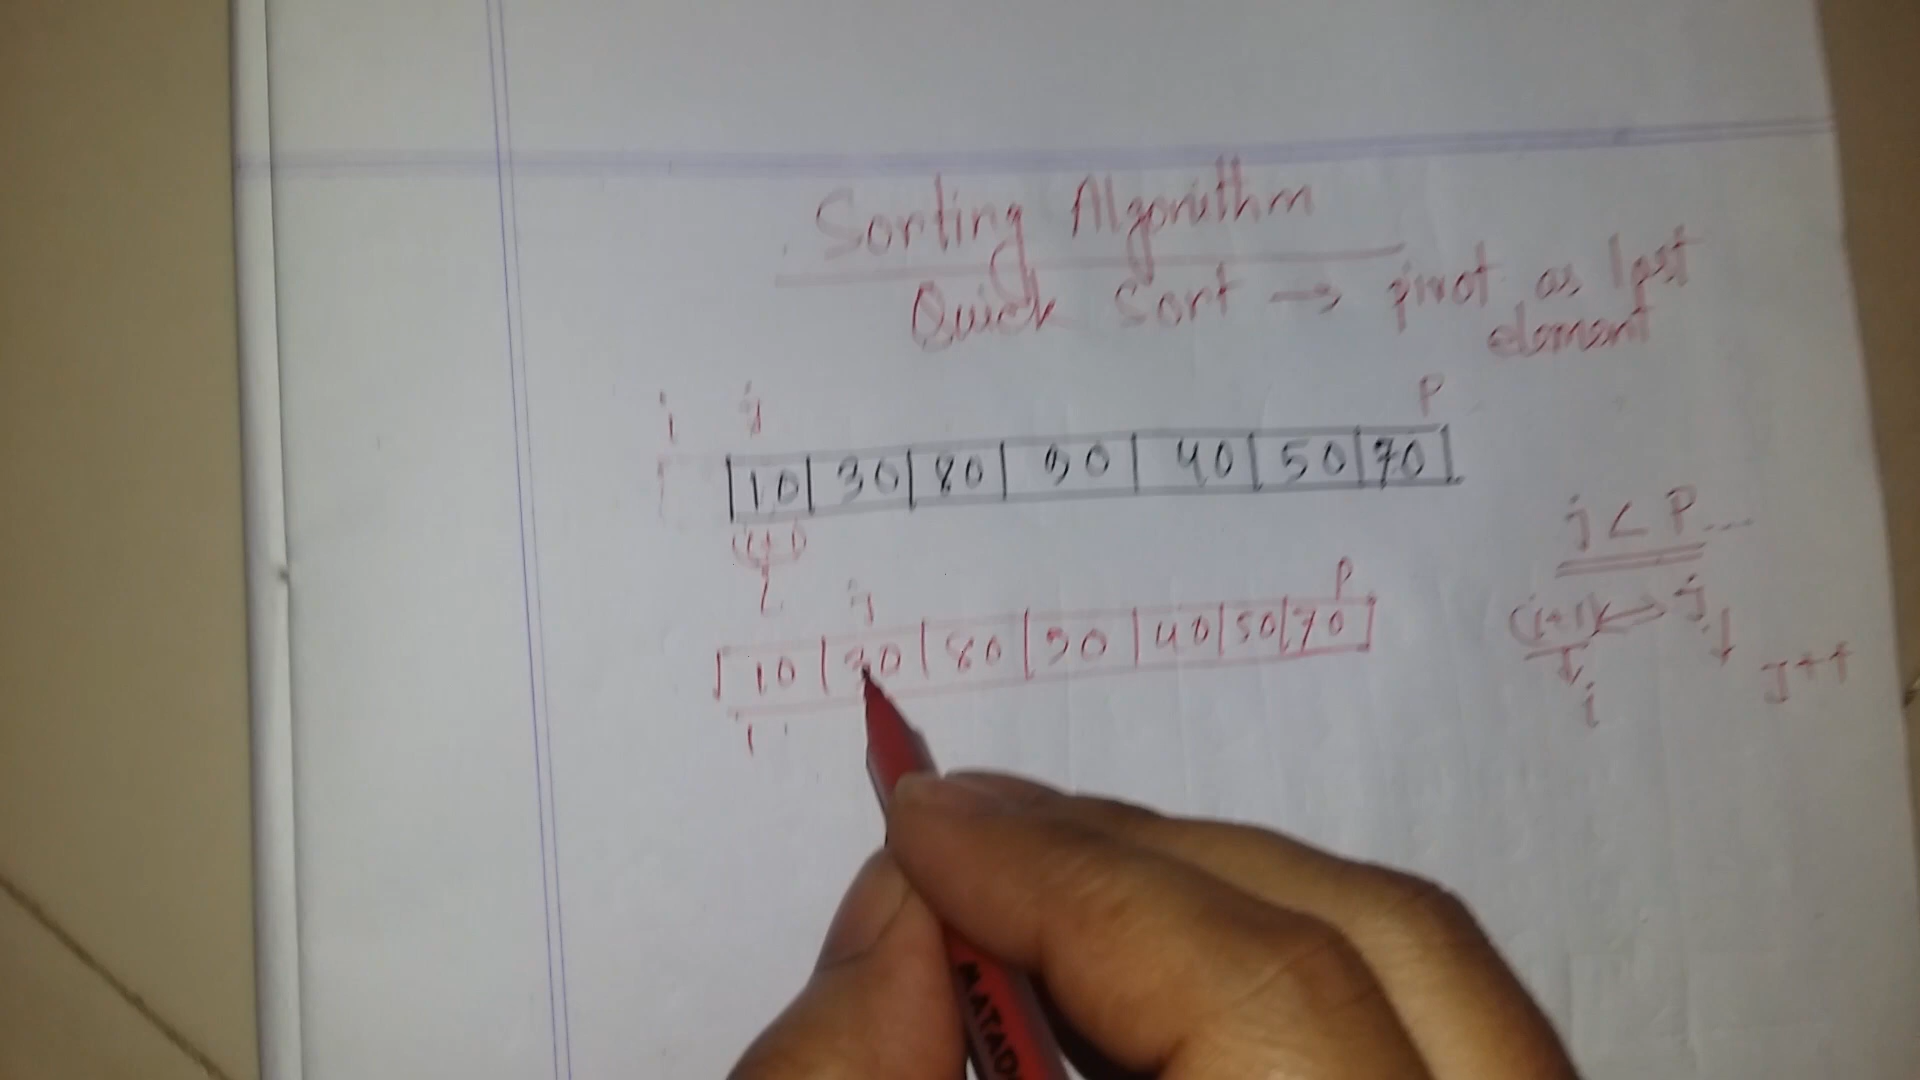 Sorting Algorithm
Quick Sort → pivot as last
element
i j P
|10|30|80|90|40|50|70|
(i+1)
i
j P
|10|30|80|90|40|50|70|
i
j < P ...
(i+1) ↔ j
↓ ↓
i j++
MATAD